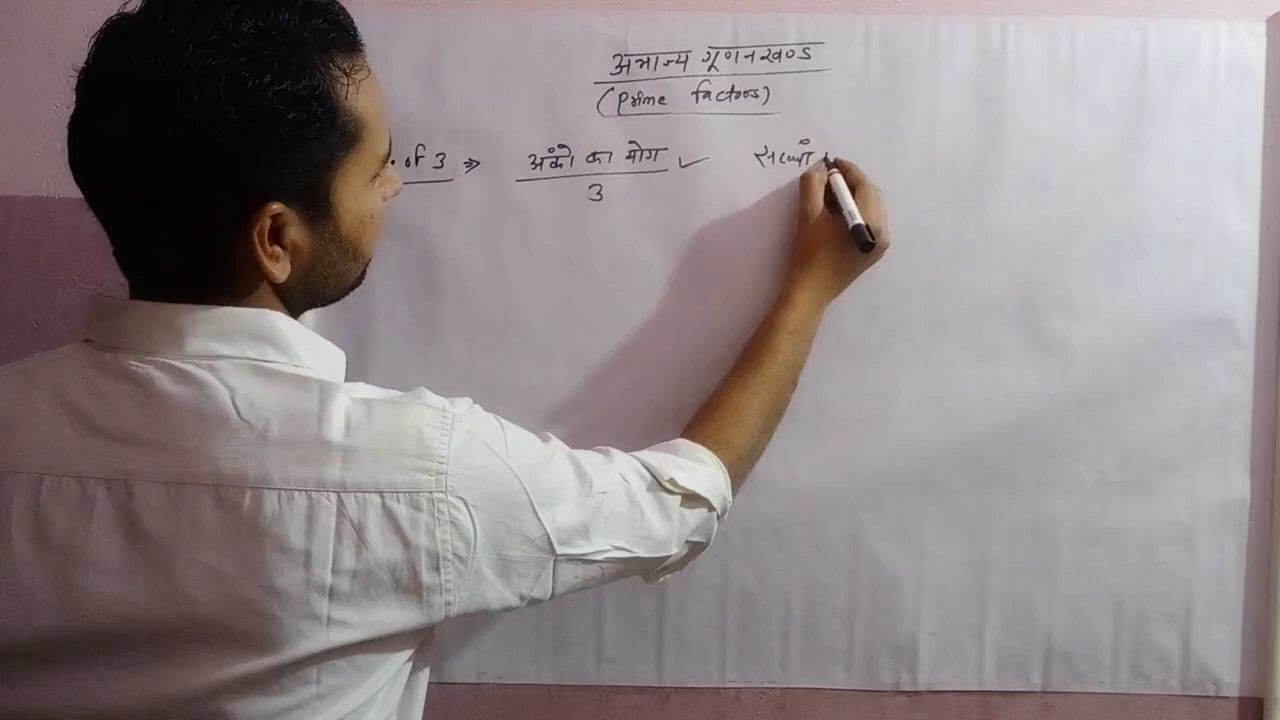 अभाज्य गूणनखण्ड
(Prime factors)
of 3 ⇒ अंको का योग ✓
3